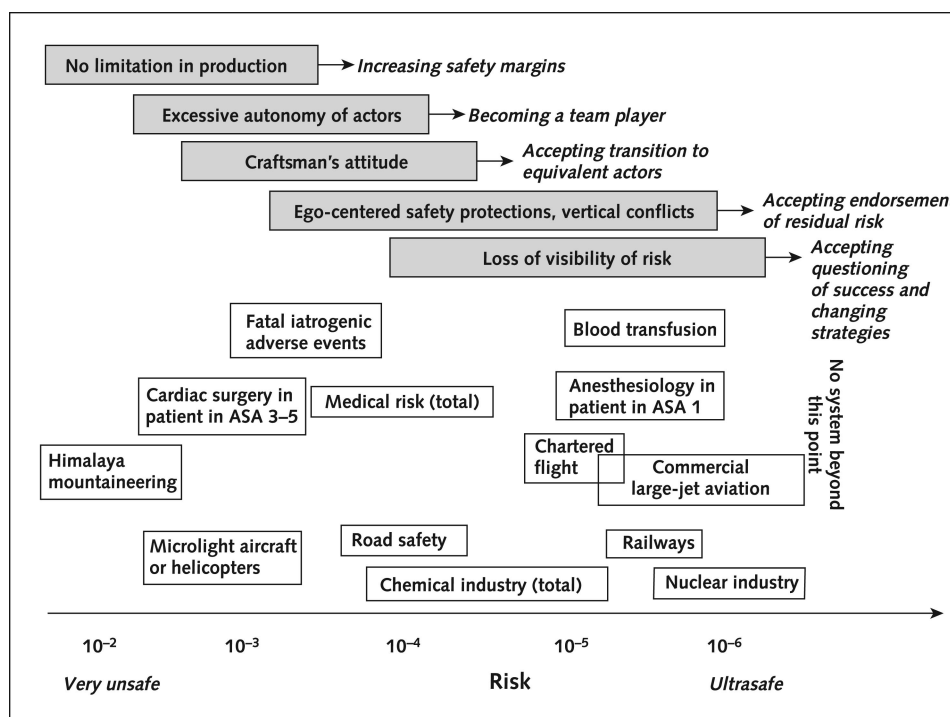 No limitation in production
Increasing safety margins
Excessive autonomy of actors
Becoming a team player
Craftsman's attitude
Accepting transition to
equivalent actors
Ego-centered safety protections, vertical conflicts
Accepting endorsemen
of residual risk
Loss of visibility of risk
Accepting
questioning
of success and
changing
strategies
Fatal iatrogenic
adverse events
Blood transfusion
Cardiac surgery in
patient in ASA 3–5
Medical risk (total)
Anesthesiology in
patient in ASA 1
No system beyond
this point
Himalaya
mountaineering
Chartered
flight
Commercial
large-jet aviation
Microlight aircraft
or helicopters
Road safety
Railways
Chemical industry (total)
Nuclear industry
10⁻² 10⁻³ 10⁻⁴ 10⁻⁵ 10⁻⁶
Very unsafe Risk Ultrasafe